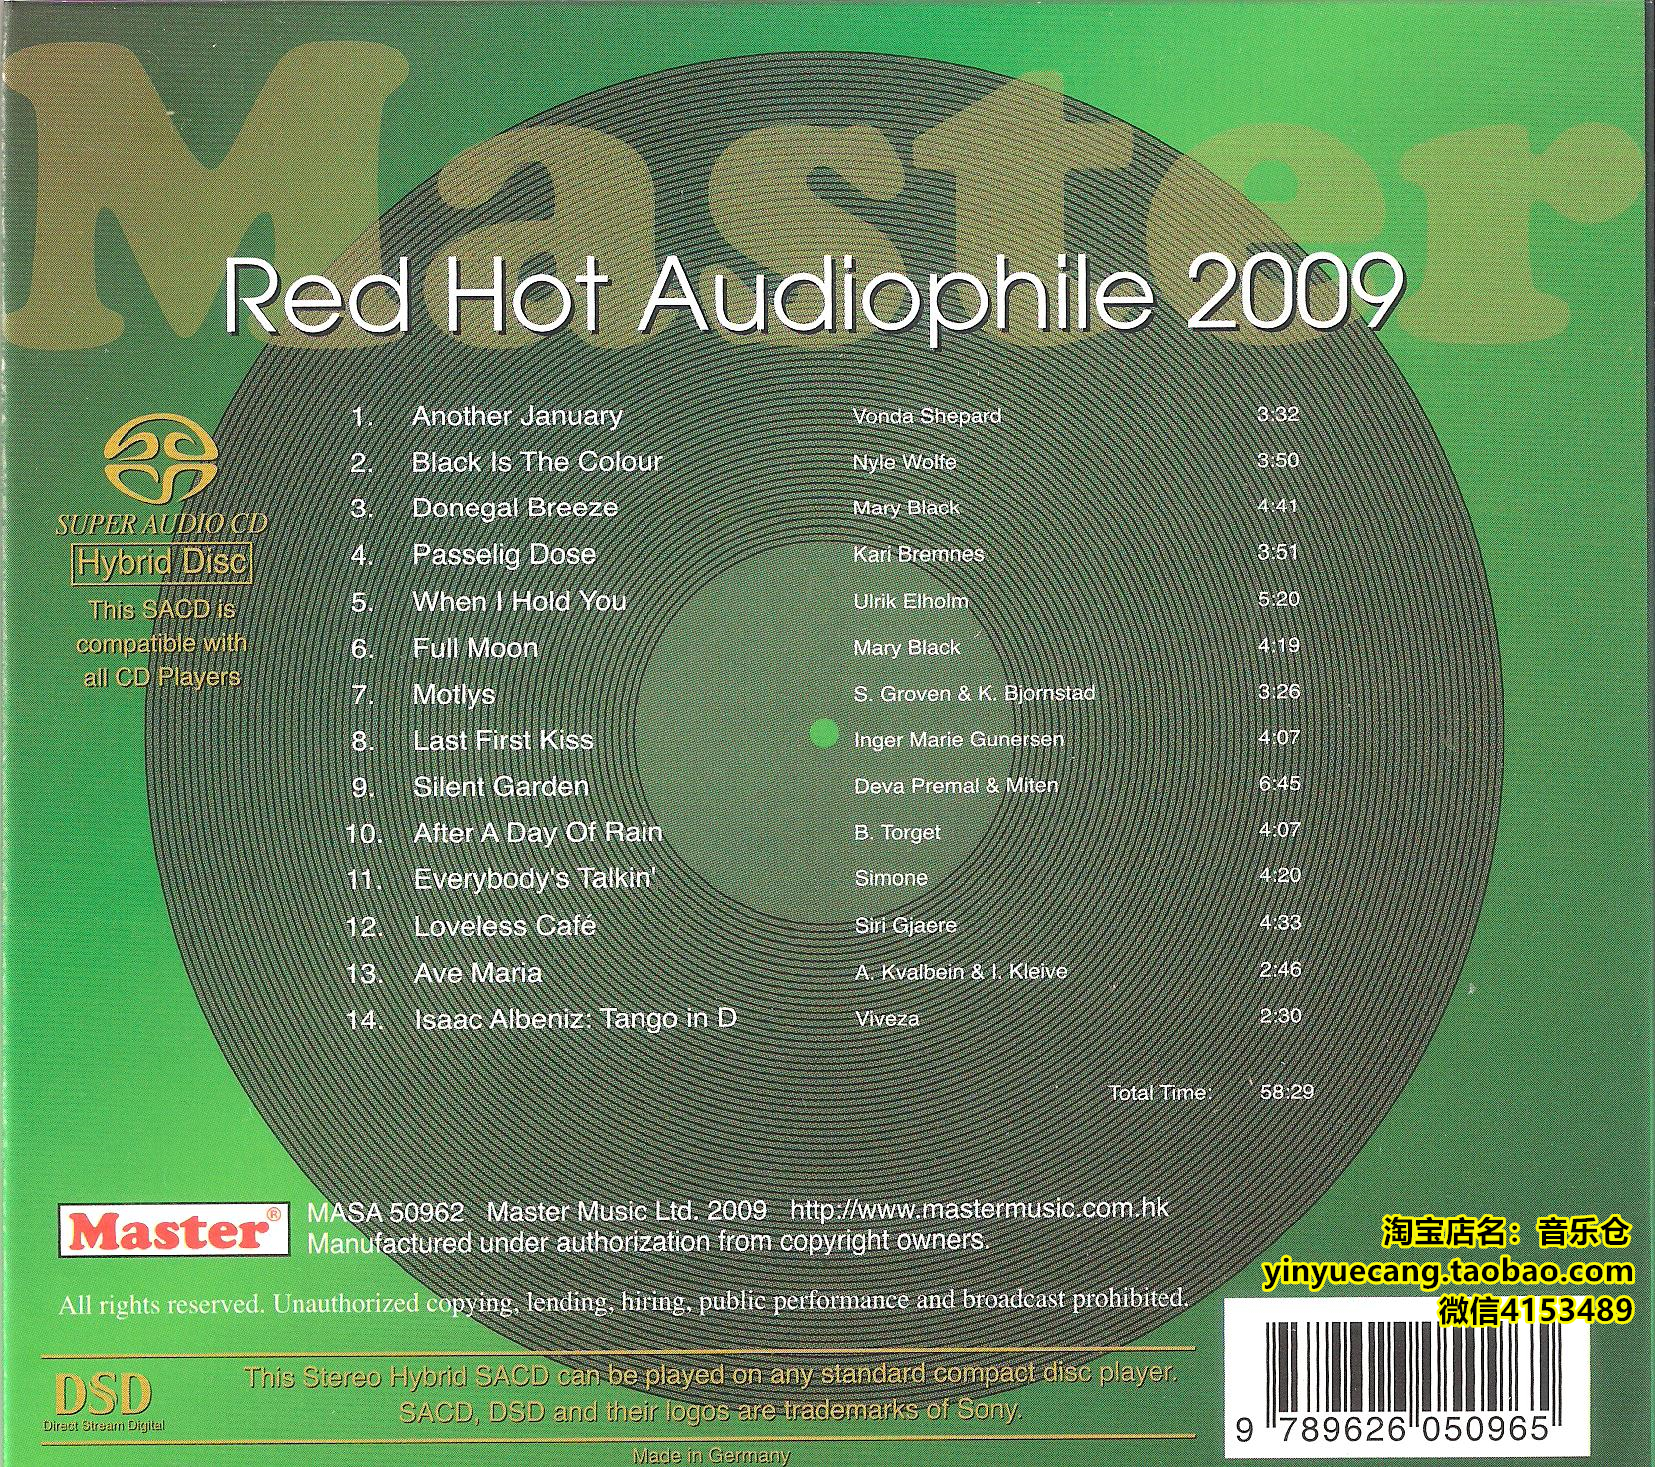 Master
Red Hot Audiophile 2009
1. Another January Vonda Shepard 3:32
2. Black Is The Colour Nyle Wolfe 3:50
3. Donegal Breeze Mary Black 4:41
4. Passelig Dose Kari Bremnes 3:51
5. When I Hold You Ulrik Elholm 5:20
6. Full Moon Mary Black 4:19
7. Motlys S. Groven & K. Bjornstad 3:26
8. Last First Kiss Inger Marie Gunersen 4:07
9. Silent Garden Deva Premal & Miten 6:45
10. After A Day Of Rain B. Torget 4:07
11. Everybody's Talkin' Simone 4:20
12. Loveless Café Siri Gjaere 4:33
13. Ave Maria A. Kvalbein & I. Kleive 2:46
14. Isaac Albeniz: Tango in D Viveza 2:30
Total Time: 58:29
SUPER AUDIO CD
Hybrid Disc
This SACD is
compatible with
all CD Players
Master®
MASA 50962 Master Music Ltd. 2009 http://www.mastermusic.com.hk
Manufactured under authorization from copyright owners.
All rights reserved. Unauthorized copying, lending, hiring, public performance and broadcast prohibited.
淘宝店名：音乐仓
yinyuecang.taobao.com
微信4153489
DSD
Direct Stream Digital
This Stereo Hybrid SACD can be played on any standard compact disc player.
SACD, DSD and their logos are trademarks of Sony.
Made in Germany
9 789626 050965